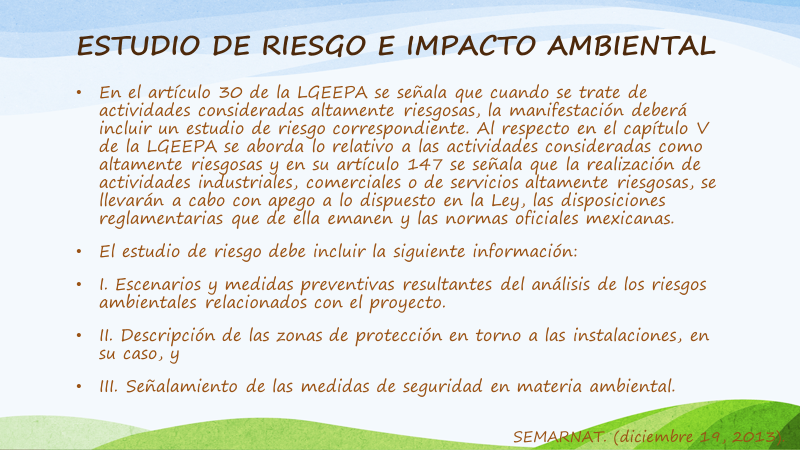 ESTUDIO DE RIESGO E IMPACTO AMBIENTAL
• En el artículo 30 de la LGEEPA se señala que cuando se trate de
actividades consideradas altamente riesgosas, la manifestación deberá
incluir un estudio de riesgo correspondiente. Al respecto en el capítulo V
de la LGEEPA se aborda lo relativo a las actividades consideradas como
altamente riesgosas y en su artículo 147 se señala que la realización de
actividades industriales, comerciales o de servicios altamente riesgosas, se
llevarán a cabo con apego a lo dispuesto en la Ley, las disposiciones
reglamentarias que de ella emanen y las normas oficiales mexicanas.
• El estudio de riesgo debe incluir la siguiente información:
• I. Escenarios y medidas preventivas resultantes del análisis de los riesgos
ambientales relacionados con el proyecto.
• II. Descripción de las zonas de protección en torno a las instalaciones, en
su caso, y
• III. Señalamiento de las medidas de seguridad en materia ambiental.
SEMARNAT. (diciembre 19, 2013)